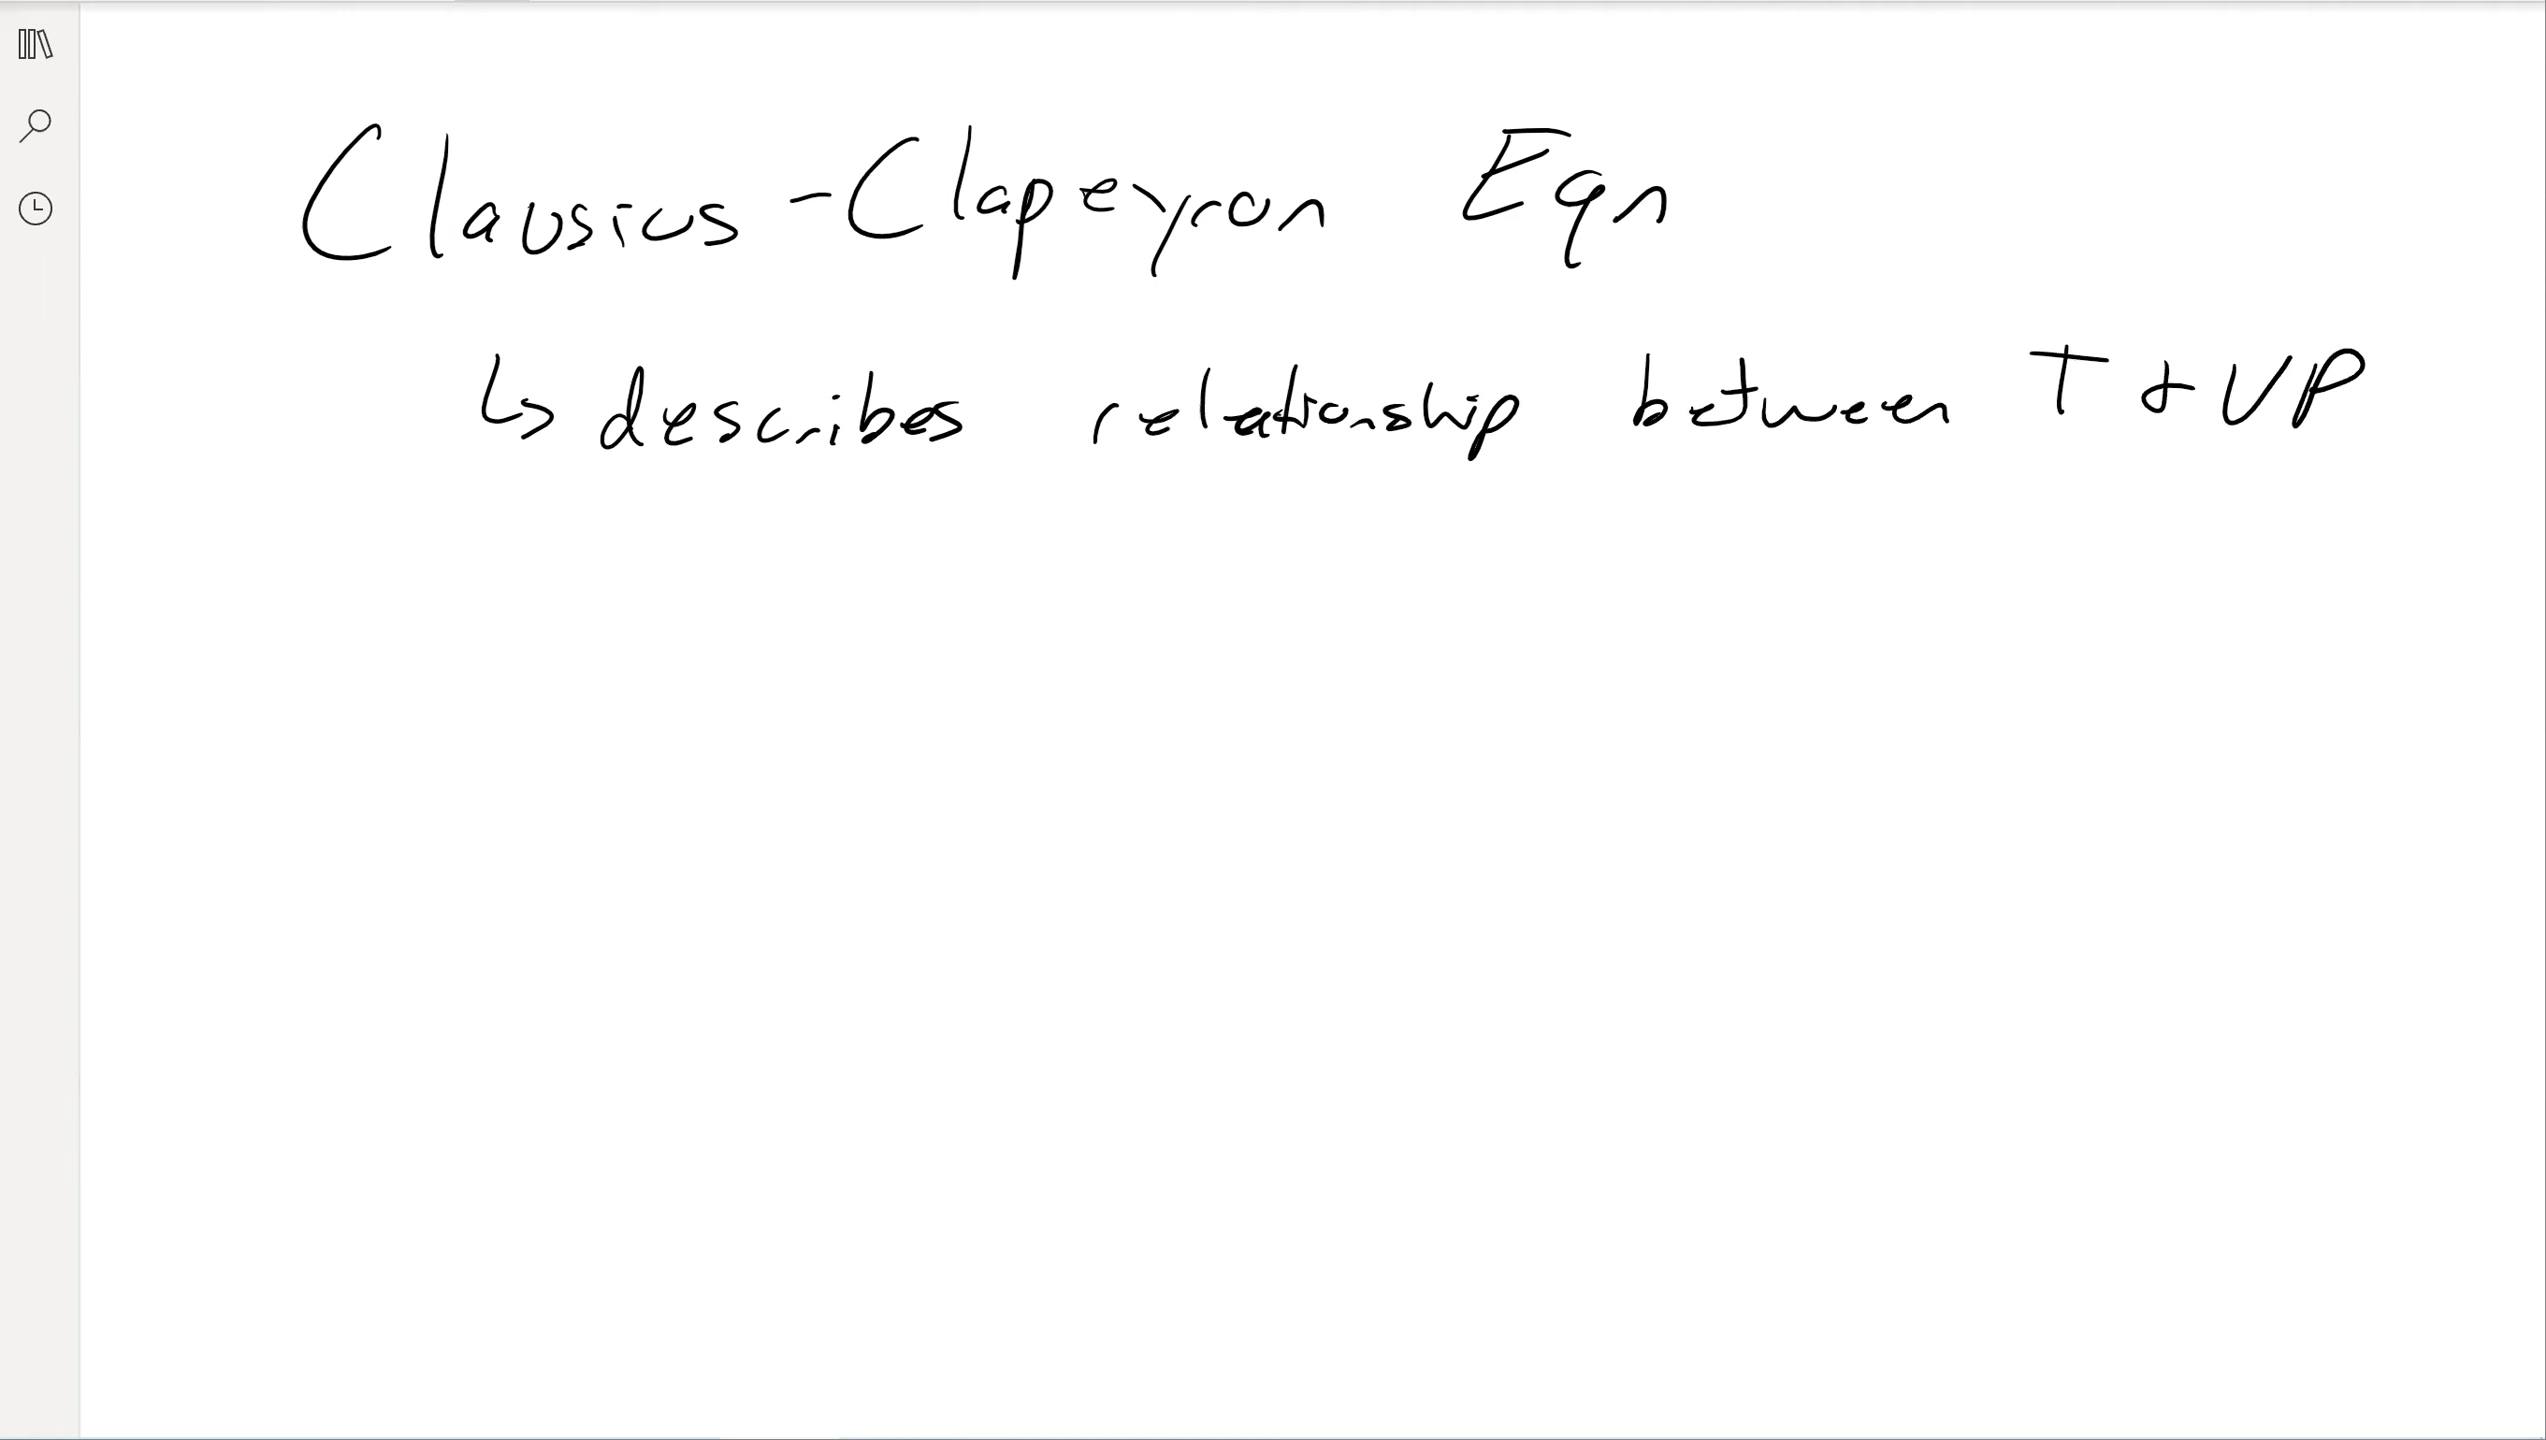 Clausius-Clapeyron Eqn
↳ describes relationship between T & VP